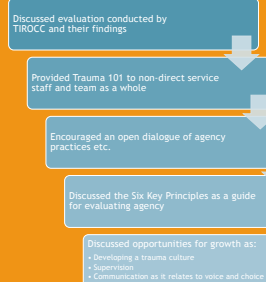 Discussed evaluation conducted by
TIROCC and their findings
Provided Trauma 101 to non-direct service
staff and team as a whole
Encouraged an open dialogue of agency
practices etc.
Discussed the Six Key Principles as a guide
for evaluating agency
Discussed opportunities for growth as:
• Developing a trauma culture
• Supervision
• Communication as it relates to voice and choice